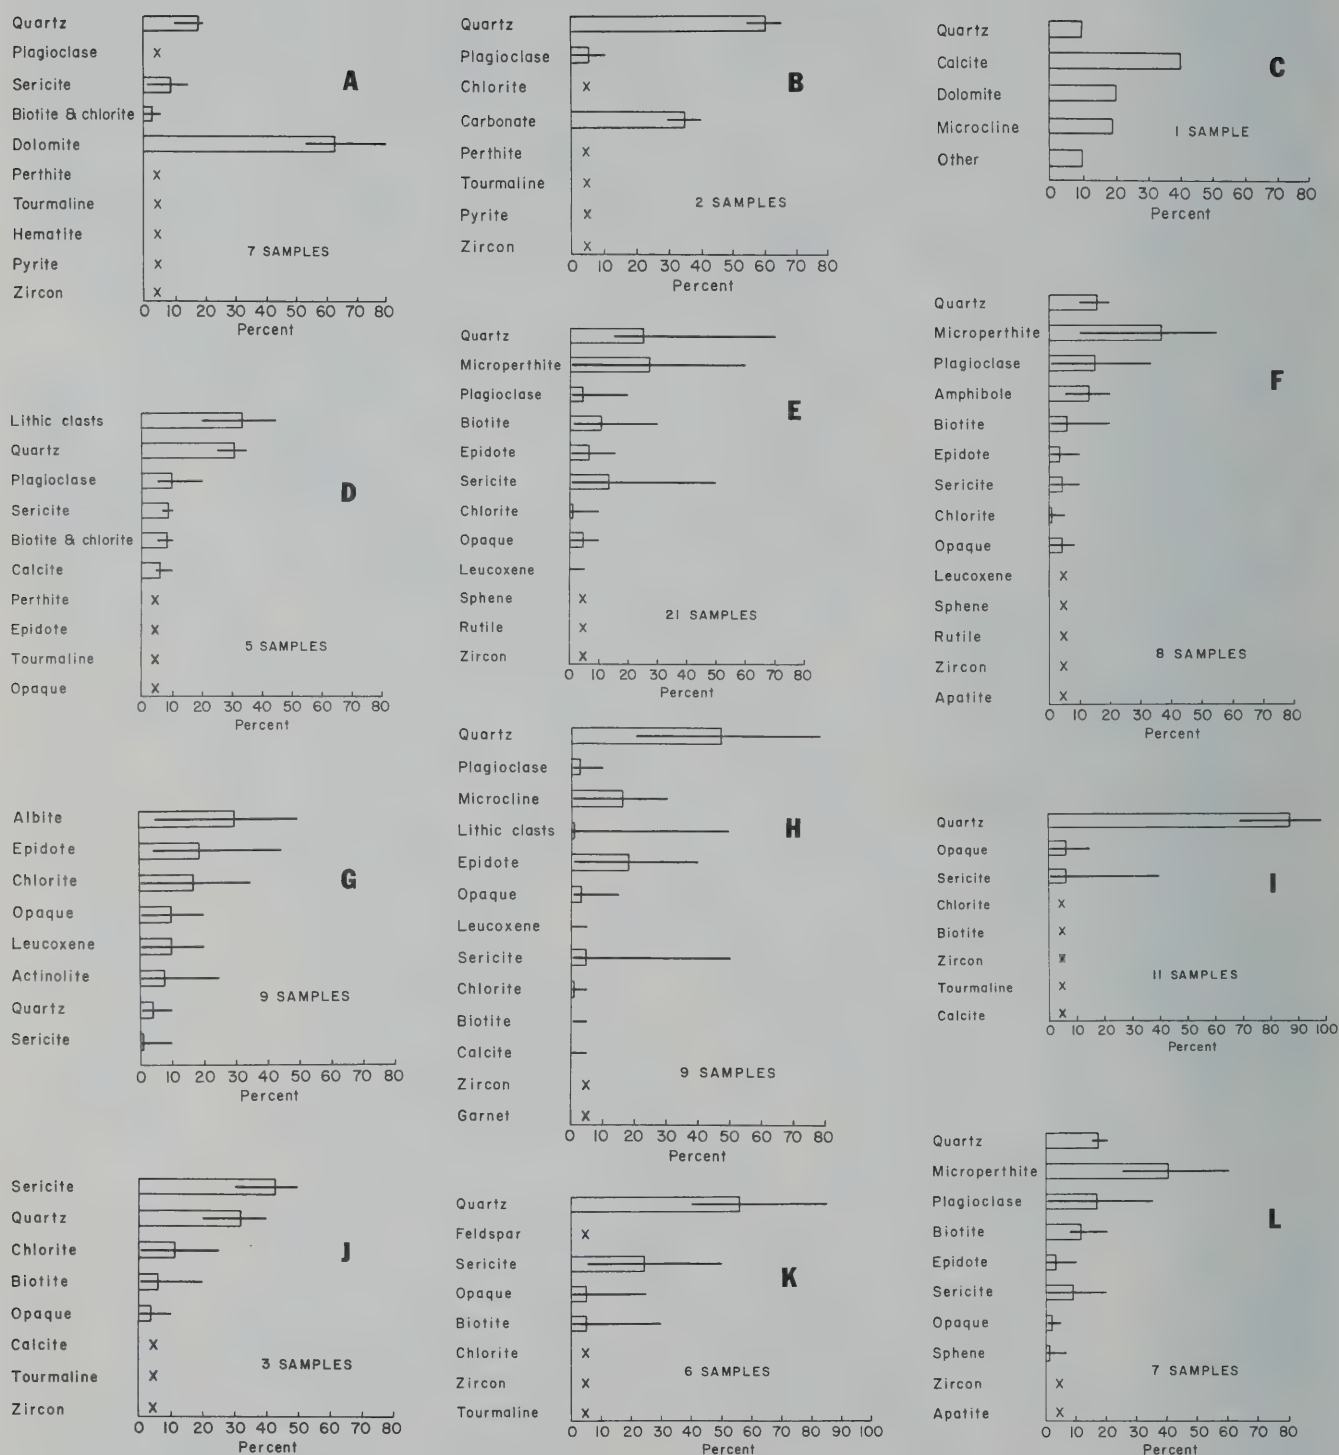 Quartz
Plagioclase
Sericite
Biotite & chlorite
Dolomite
Perthite
Tourmaline
Hematite
Pyrite
Zircon
A
7 SAMPLES
0 10 20 30 40 50 60 70 80
Percent
Quartz
Plagioclase
Chlorite
Carbonate
Perthite
Tourmaline
Pyrite
Zircon
B
2 SAMPLES
0 10 20 30 40 50 60 70 80
Percent
Quartz
Calcite
Dolomite
Microcline
Other
C
1 SAMPLE
0 10 20 30 40 50 60 70 80
Percent
Lithic clasts
Quartz
Plagioclase
Sericite
Biotite & chlorite
Calcite
Perthite
Epidote
Tourmaline
Opaque
D
5 SAMPLES
0 10 20 30 40 50 60 70 80
Percent
Quartz
Microperthite
Plagioclase
Biotite
Epidote
Sericite
Chlorite
Opaque
Leucoxene
Sphene
Rutile
Zircon
E
21 SAMPLES
0 10 20 30 40 50 60 70 80
Percent
Quartz
Microperthite
Plagioclase
Amphibole
Biotite
Epidote
Sericite
Chlorite
Opaque
Leucoxene
Sphene
Rutile
Zircon
Apatite
F
8 SAMPLES
0 10 20 30 40 50 60 70 80
Percent
Albite
Epidote
Chlorite
Opaque
Leucoxene
Actinolite
Quartz
Sericite
G
9 SAMPLES
0 10 20 30 40 50 60 70 80
Percent
Quartz
Plagioclase
Microcline
Lithic clasts
Epidote
Opaque
Leucoxene
Sericite
Chlorite
Biotite
Calcite
Zircon
Garnet
H
9 SAMPLES
0 10 20 30 40 50 60 70 80
Percent
Quartz
Opaque
Sericite
Chlorite
Biotite
Zircon
Tourmaline
Calcite
I
11 SAMPLES
0 10 20 30 40 50 60 70 80 90 100
Percent
Sericite
Quartz
Chlorite
Biotite
Opaque
Calcite
Tourmaline
Zircon
J
3 SAMPLES
0 10 20 30 40 50 60 70 80
Percent
Quartz
Feldspar
Sericite
Opaque
Biotite
Chlorite
Zircon
Tourmaline
K
6 SAMPLES
0 10 20 30 40 50 60 70 80 90 100
Percent
Quartz
Microperthite
Plagioclase
Biotite
Epidote
Sericite
Opaque
Sphene
Zircon
Apatite
L
7 SAMPLES
0 10 20 30 40 50 60 70 80
Percent